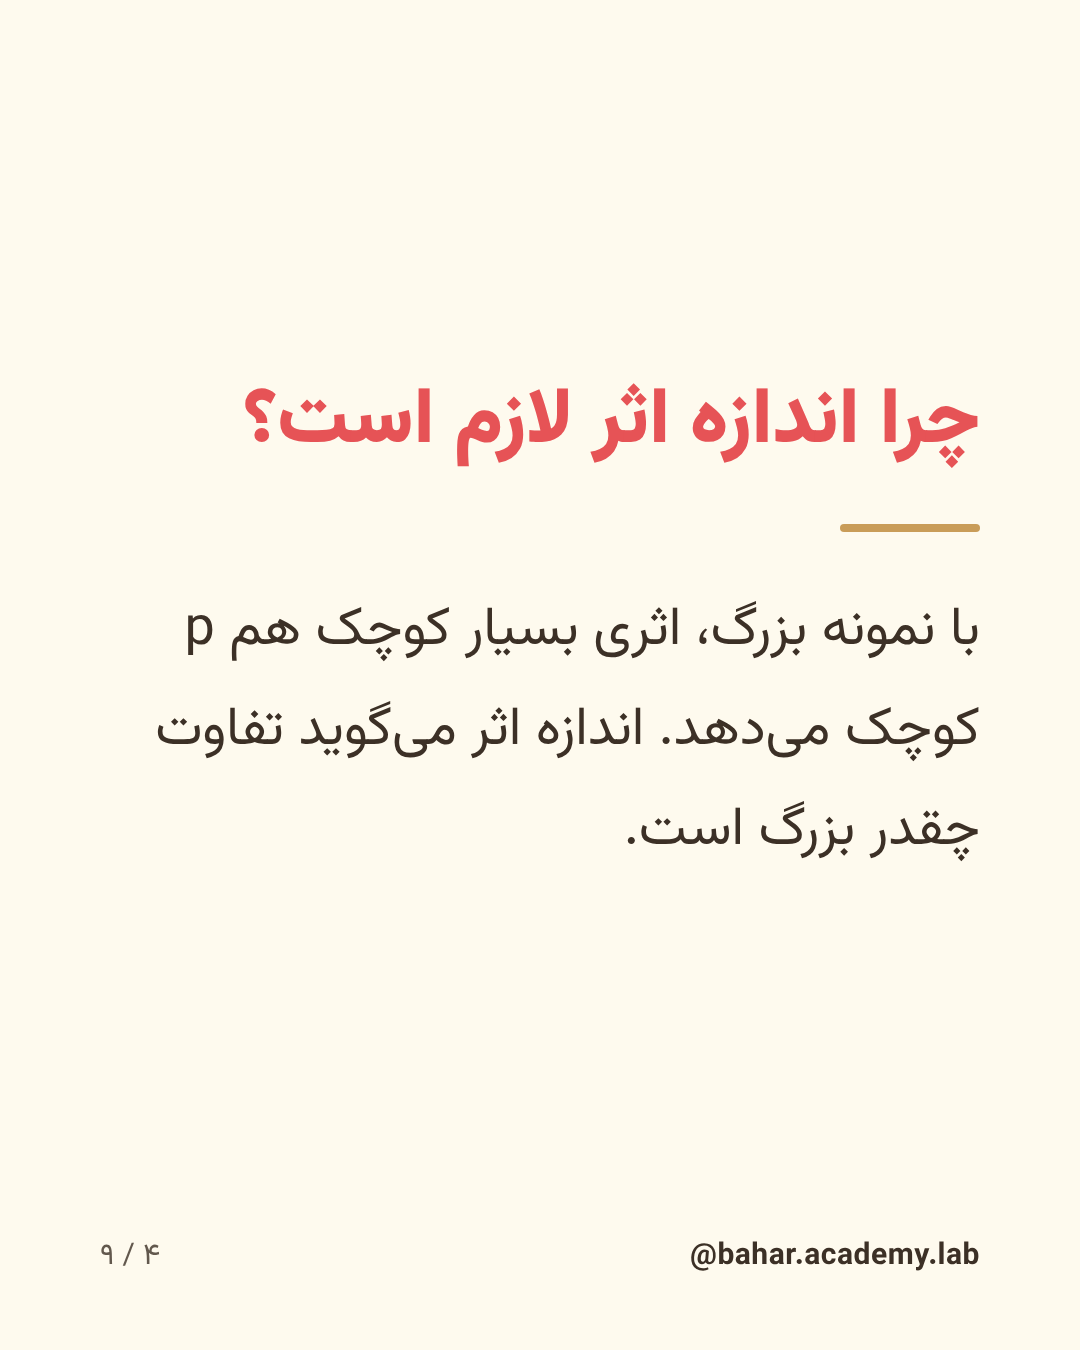 چرا اندازه اثر لازم است؟
با نمونه بزرگ، اثری بسیار کوچک هم p
کوچک می‌دهد. اندازه اثر می‌گوید تفاوت
چقدر بزرگ است.
@bahar.academy.lab
۴ / ۹